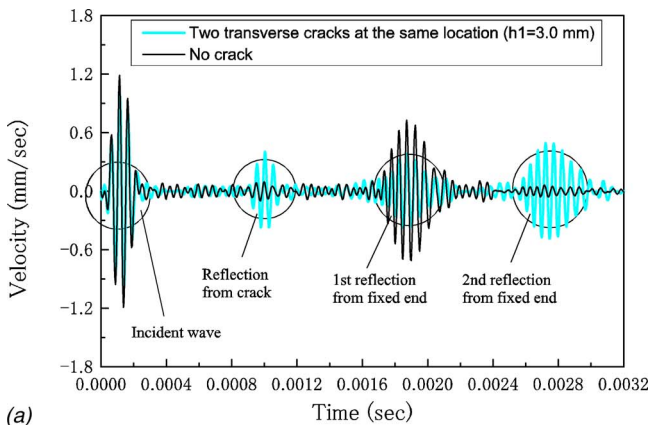 Two transverse cracks at the same location (h1=3.0 mm)
No crack
1.8
1.2
0.6
0.0
-0.6
-1.2
-1.8
Velocity (mm/sec)
Reflection
from crack
1st reflection
from fixed end
2nd reflection
from fixed end
Incident wave
0.0000 0.0004 0.0008 0.0012 0.0016 0.0020 0.0024 0.0028 0.0032
Time (sec)
(a)